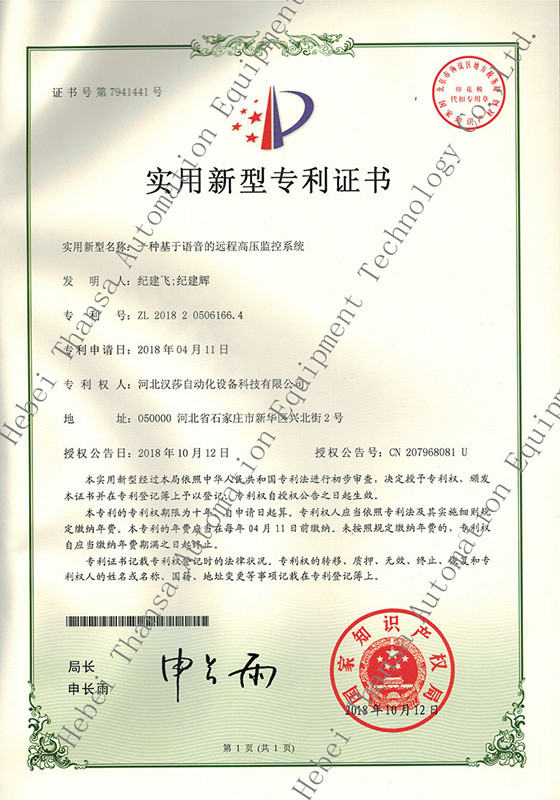 证书号第7941441号
北京市海淀区地方税务局
印花税
代扣专用章
国家知识产权局
实用新型专利证书
实用新型名称：一种基于语音的远程高压监控系统
发明人：纪建飞;纪建辉
专利号：ZL 2018 2 0506166.4
专利申请日：2018年04月11日
专利权人：河北汉莎自动化设备科技有限公司
地址：050000 河北省石家庄市新华区兴北街2号
授权公告日：2018年10月12日 授权公告号：CN 207968081 U
本实用新型经过本局依照中华人民共和国专利法进行初步审查，决定授予专利权，颁发
本证书并在专利登记簿上予以登记。专利权自授权公告之日起生效。
本专利的专利权期限为十年，自申请日起算。专利权人应当依照专利法及其实施细则规
定缴纳年费。本专利的年费应当在每年04月11日前缴纳。未按照规定缴纳年费的，专利权
自应当缴纳年费期满之日起终止。
专利证书记载专利权登记时的法律状况。专利权的转移、质押、无效、终止、恢复和专
利权人的姓名或名称、国籍、地址变更等事项记载在专利登记簿上。
局长
申长雨
申长雨
国家知识产权局
2018年10月12日
第1页(共1页)
Hebei Thansa Automation Equipment Technology Co., Ltd.
Hebei Thansa Automation Equipment Technology Co., Ltd.
Hebei Thansa Automation Equipment